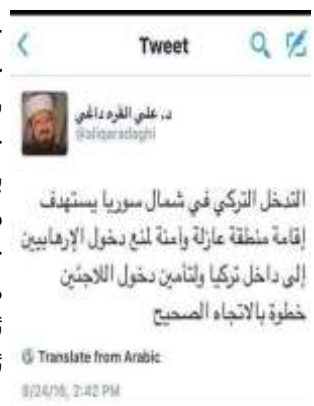 Tweet
د. علي القره داغي
@aliqaradaghi
التدخل التركي في شمال سوريا يستهدف
إقامة منطقة عازلة وآمنة لمنع دخول الإرهابيين
إلى داخل تركيا ولتأمين دخول اللاجئين
خطوة بالاتجاه الصحيح
Translate from Arabic
8/24/16, 2:42 PM